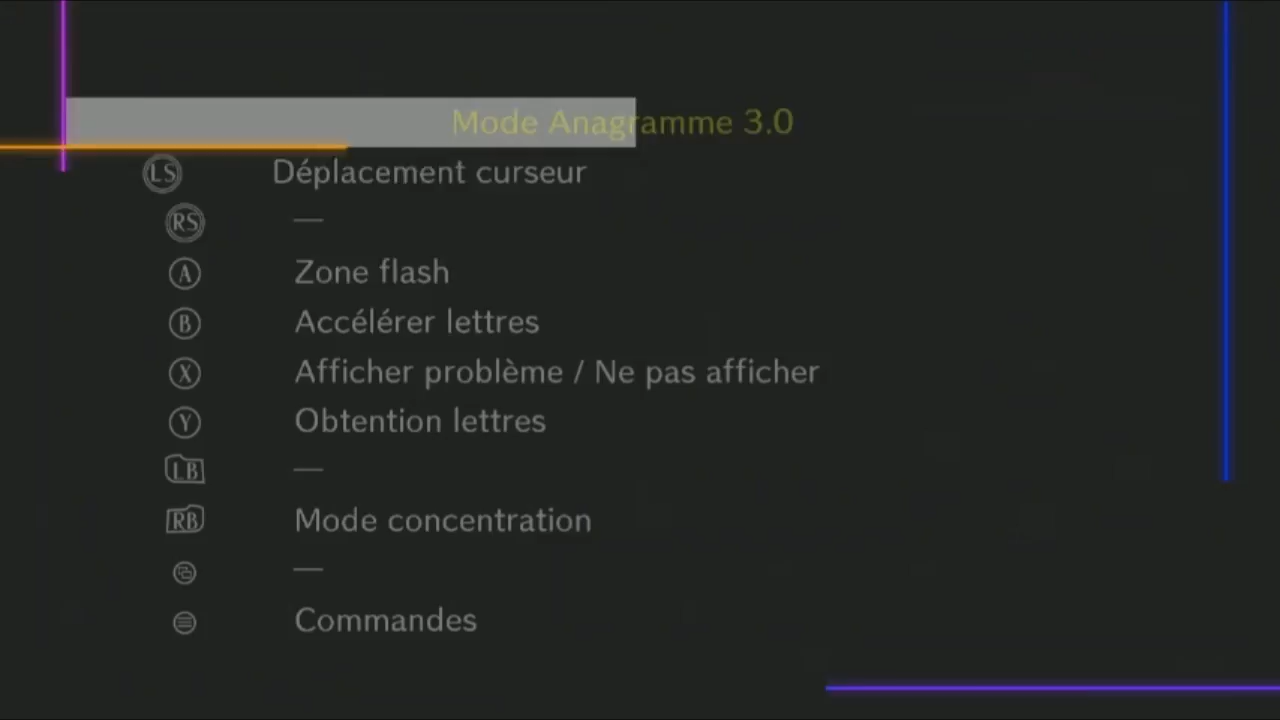 Mode Anagramme 3.0
LS Déplacement curseur
RS —
A Zone flash
B Accélérer lettres
X Afficher problème / Ne pas afficher
Y Obtention lettres
LB —
RB Mode concentration
—
Commandes